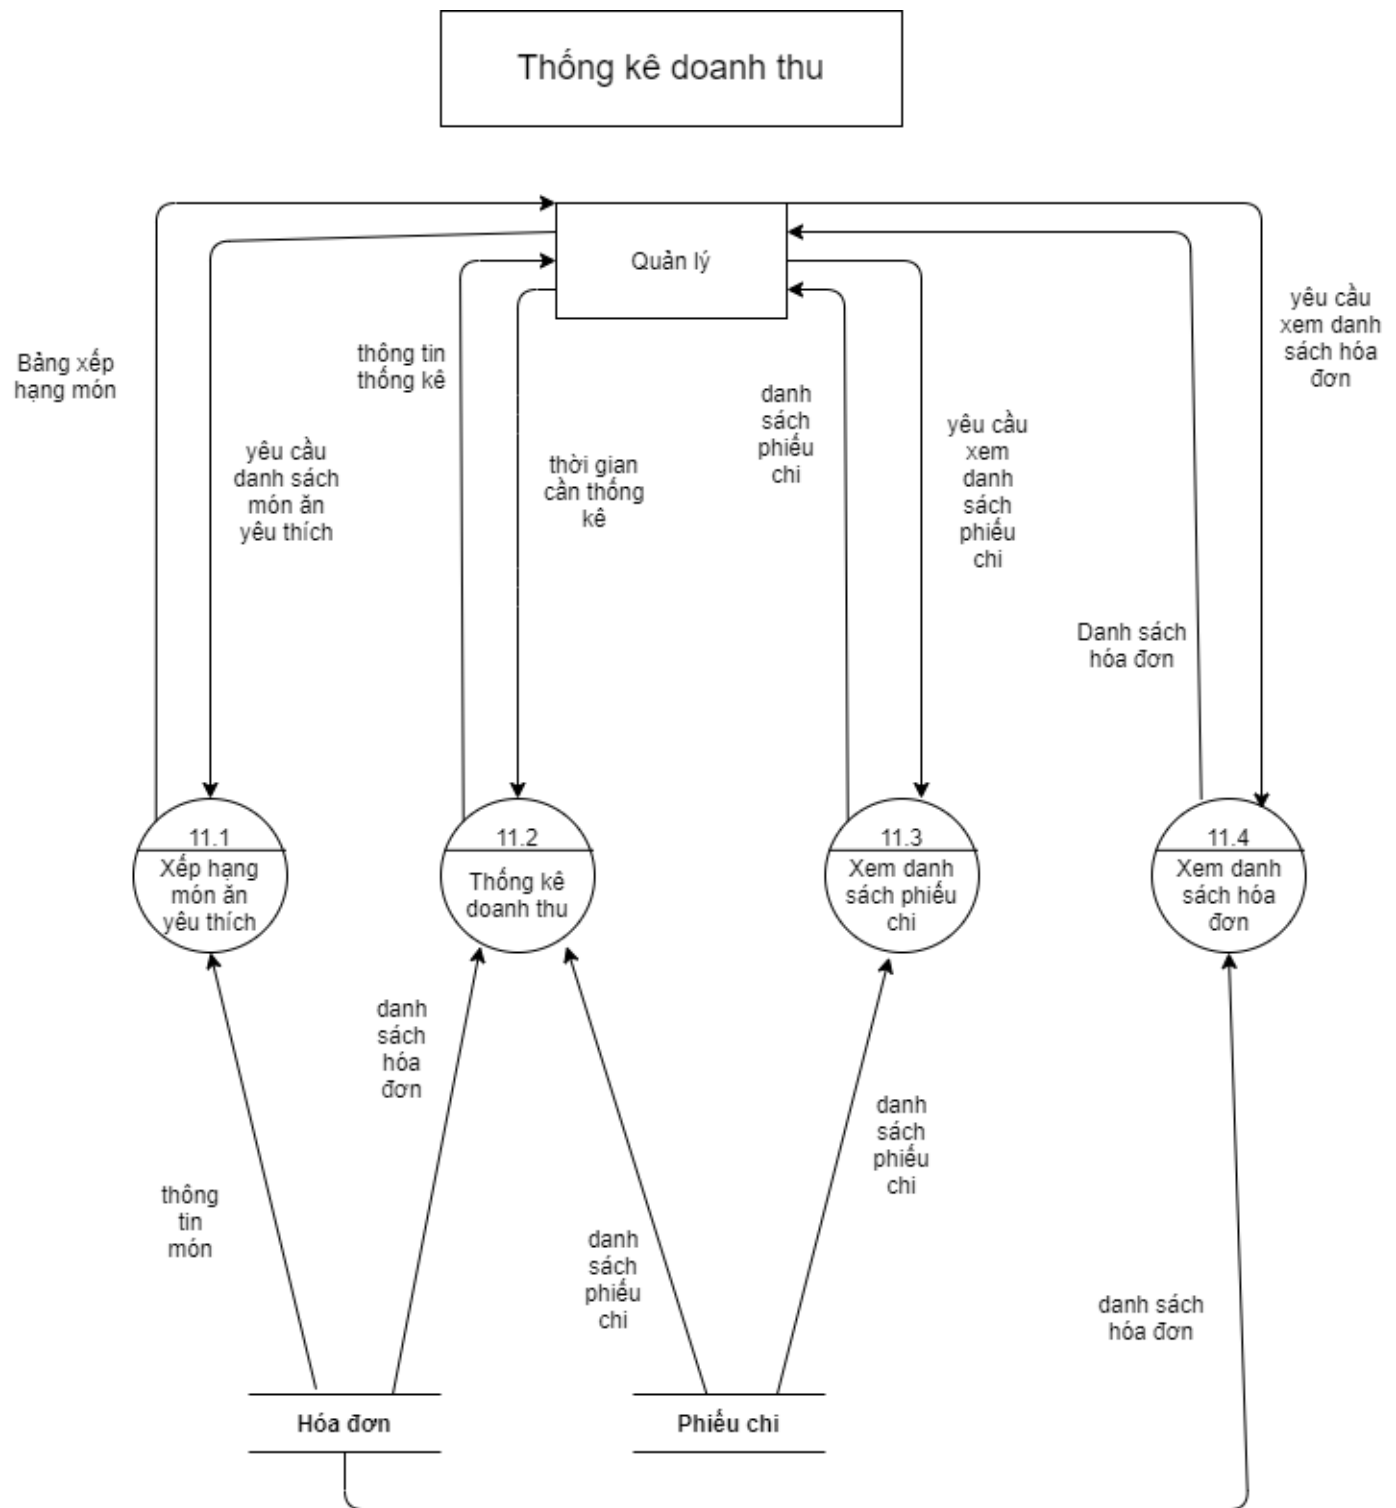 Thống kê doanh thu
Quản lý
Bảng xếp
hạng món
yêu cầu
danh sách
món ăn
yêu thích
thông tin
thống kê
thời gian
cần thống
kê
danh
sách
phiếu
chi
yêu cầu
xem
danh
sách
phiếu
chi
Danh sách
hóa đơn
yêu cầu
xem danh
sách hóa
đơn
11.1
Xếp hạng
món ăn
yêu thích
11.2
Thống kê
doanh thu
11.3
Xem danh
sách phiếu
chi
11.4
Xem danh
sách hóa
đơn
thông
tin
món
danh
sách
hóa
đơn
danh
sách
phiếu
chi
danh
sách
phiếu
chi
danh sách
hóa đơn
Hóa đơn
Phiếu chi